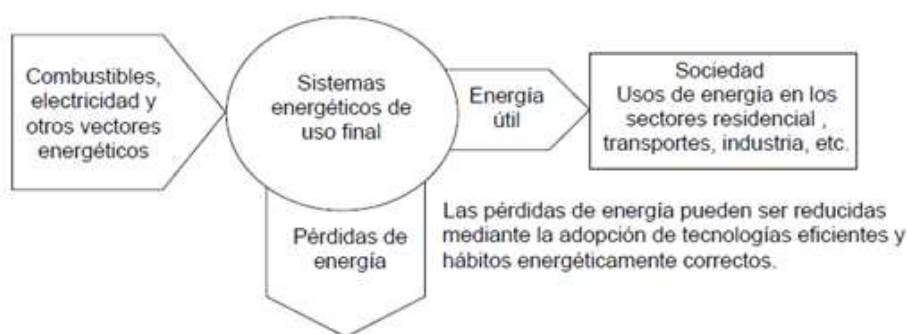 Combustibles,
electricidad y
otros vectores
energéticos
Sistemas
energéticos de
uso final
Energía
útil
Sociedad
Usos de energía en los
sectores residencial ,
transportes, industria, etc.
Pérdidas de
energía
Las pérdidas de energía pueden ser reducidas
mediante la adopción de tecnologías eficientes y
hábitos energéticamente correctos.